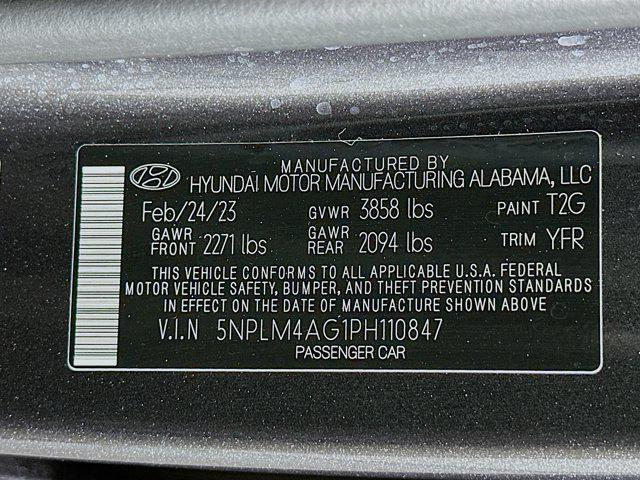 MANUFACTURED BY
HYUNDAI MOTOR MANUFACTURING ALABAMA, LLC
Feb/24/23 GVWR 3858 lbs PAINT T2G
GAWR FRONT 2271 lbs GAWR REAR 2094 lbs TRIM YFR
THIS VEHICLE CONFORMS TO ALL APPLICABLE U.S.A. FEDERAL
MOTOR VEHICLE SAFETY, BUMPER, AND THEFT PREVENTION STANDARDS
IN EFFECT ON THE DATE OF MANUFACTURE SHOWN ABOVE
V.I.N 5NPLM4AG1PH110847
PASSENGER CAR